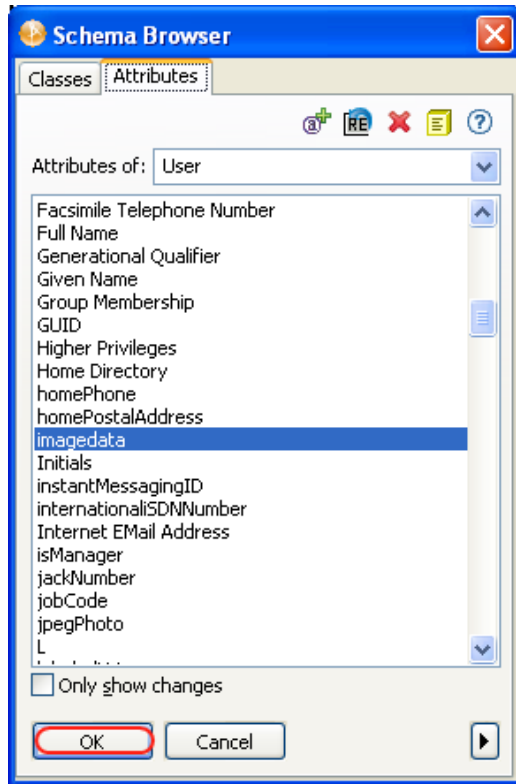 Schema Browser
Classes Attributes
RE
Attributes of: User
Facsimile Telephone Number
Full Name
Generational Qualifier
Given Name
Group Membership
GUID
Higher Privileges
Home Directory
homePhone
homePostalAddress
imagedata
Initials
instantMessagingID
internationaliSDNNumber
Internet EMail Address
isManager
jackNumber
jobCode
jpegPhoto
L
Only show changes
OK Cancel